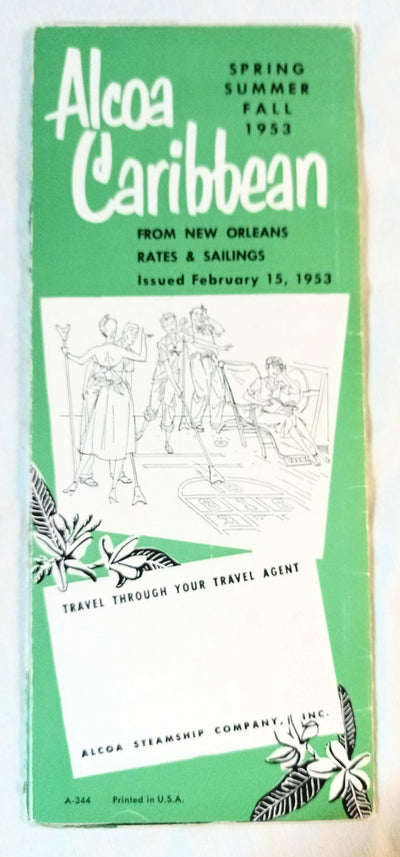 Alcoa
Caribbean
SPRING
SUMMER
FALL
1953
FROM NEW ORLEANS
RATES & SAILINGS
Issued February 15, 1953
TRAVEL THROUGH YOUR TRAVEL AGENT
ALCOA STEAMSHIP COMPANY, INC.
A-344 Printed in U.S.A.